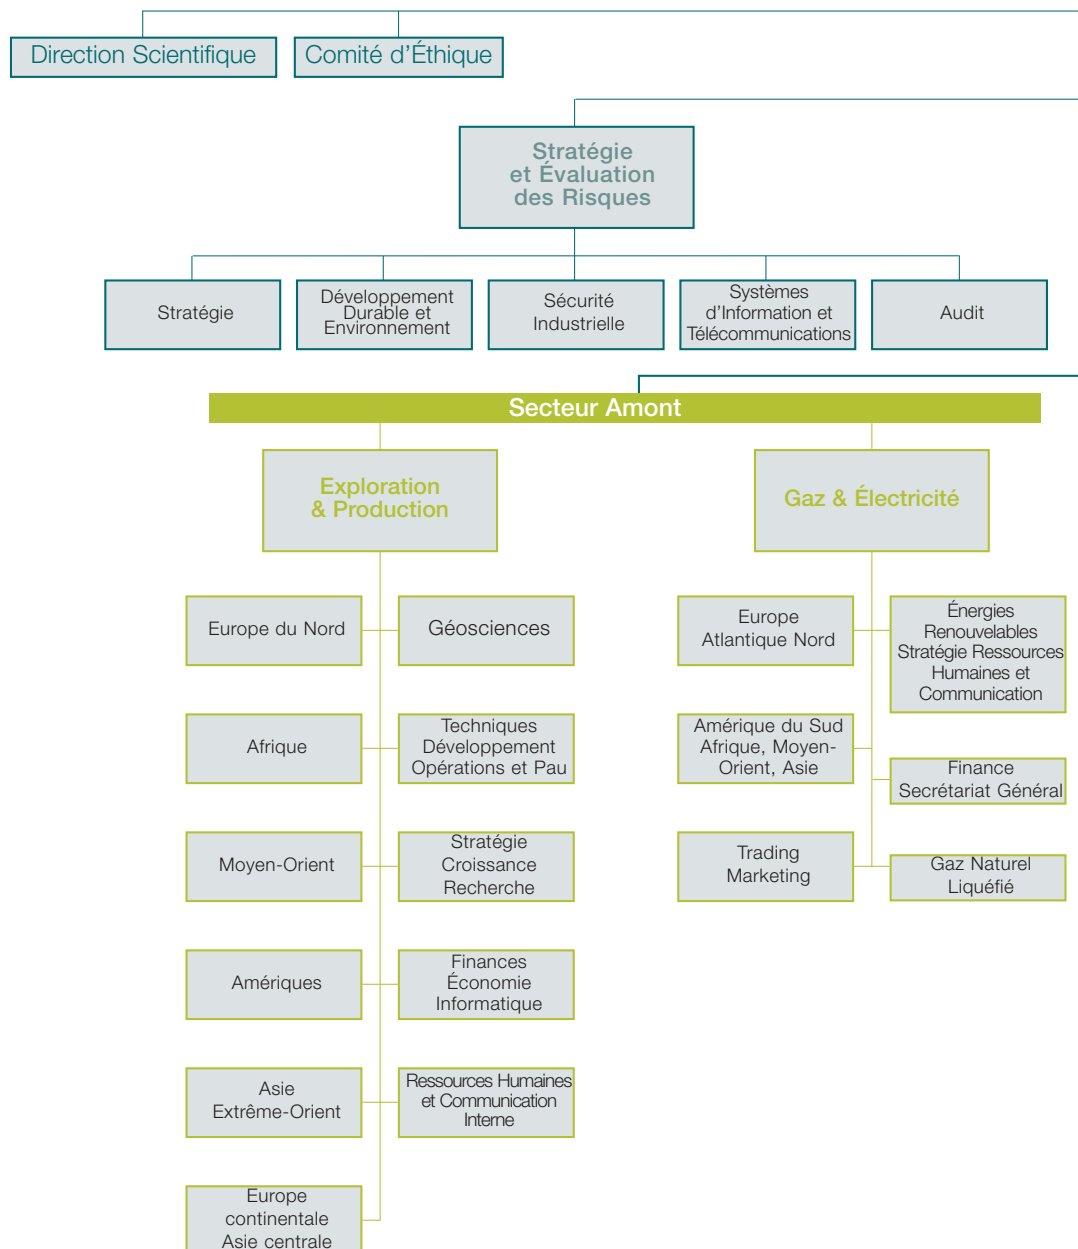 Direction Scientifique
Comité d'Éthique
Stratégie
et Évaluation
des Risques
Stratégie
Développement
Durable et
Environnement
Sécurité
Industrielle
Systèmes
d'Information et
Télécommunications
Audit
Secteur Amont
Exploration
& Production
Gaz & Électricité
Europe du Nord
Géosciences
Afrique
Techniques
Développement
Opérations et Pau
Moyen-Orient
Stratégie
Croissance
Recherche
Amériques
Finances
Économie
Informatique
Asie
Extrême-Orient
Ressources Humaines
et Communication
Interne
Europe
continentale
Asie centrale
Europe
Atlantique Nord
Énergies
Renouvelables
Stratégie Ressources
Humaines et
Communication
Amérique du Sud
Afrique, Moyen-
Orient, Asie
Finance
Secrétariat Général
Trading
Marketing
Gaz Naturel
Liquéfié